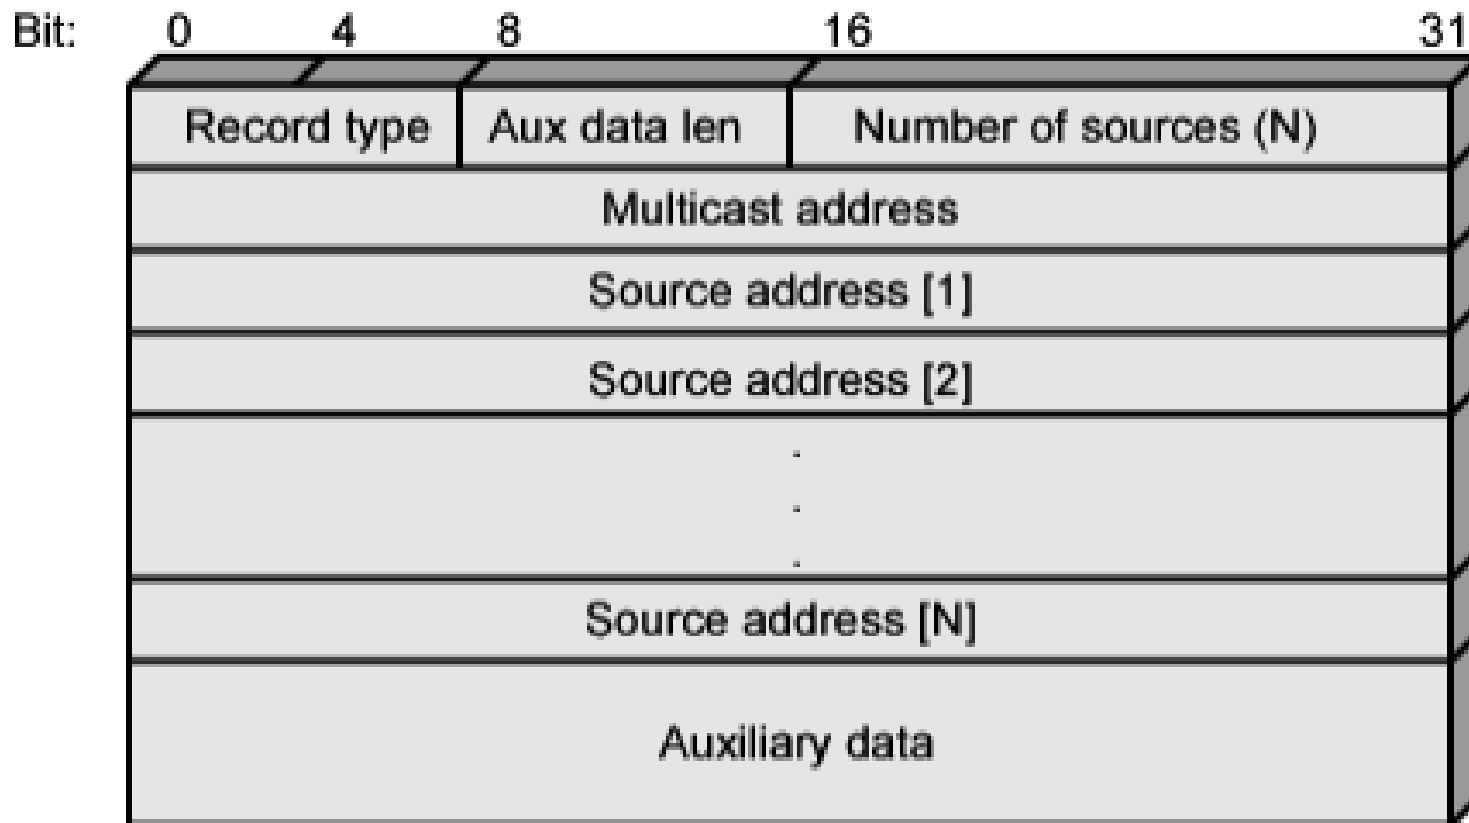 Bit: 0 4 8 16 31
Record type Aux data len Number of sources (N)
Multicast address
Source address [1]
Source address [2]
.
.
.
Source address [N]
Auxiliary data